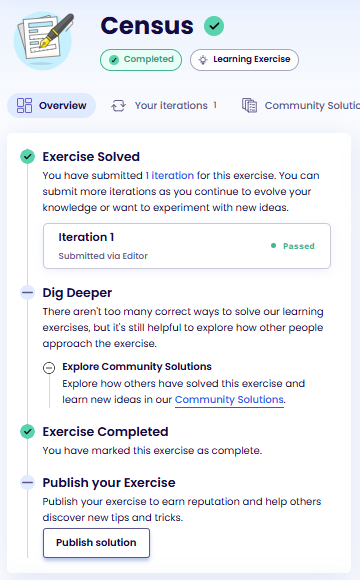 Census
Completed
Learning Exercise
Overview
Your iterations 1
Community
Exercise Solved
You have submitted 1 iteration for this exercise. You can
submit more iterations as you continue to evolve your
knowledge or want to experiment with new ideas.
Iteration 1
Submitted via Editor
Passed
Dig Deeper
There aren't too many correct ways to solve our learning
exercises, but it's still helpful to explore how other people
approach the exercise.
Explore Community Solutions
Explore how others have solved this exercise and
learn new ideas in our Community Solutions.
Exercise Completed
You have marked this exercise as complete.
Publish your Exercise
Publish your exercise to earn reputation and help others
discover new tips and tricks.
Publish solution